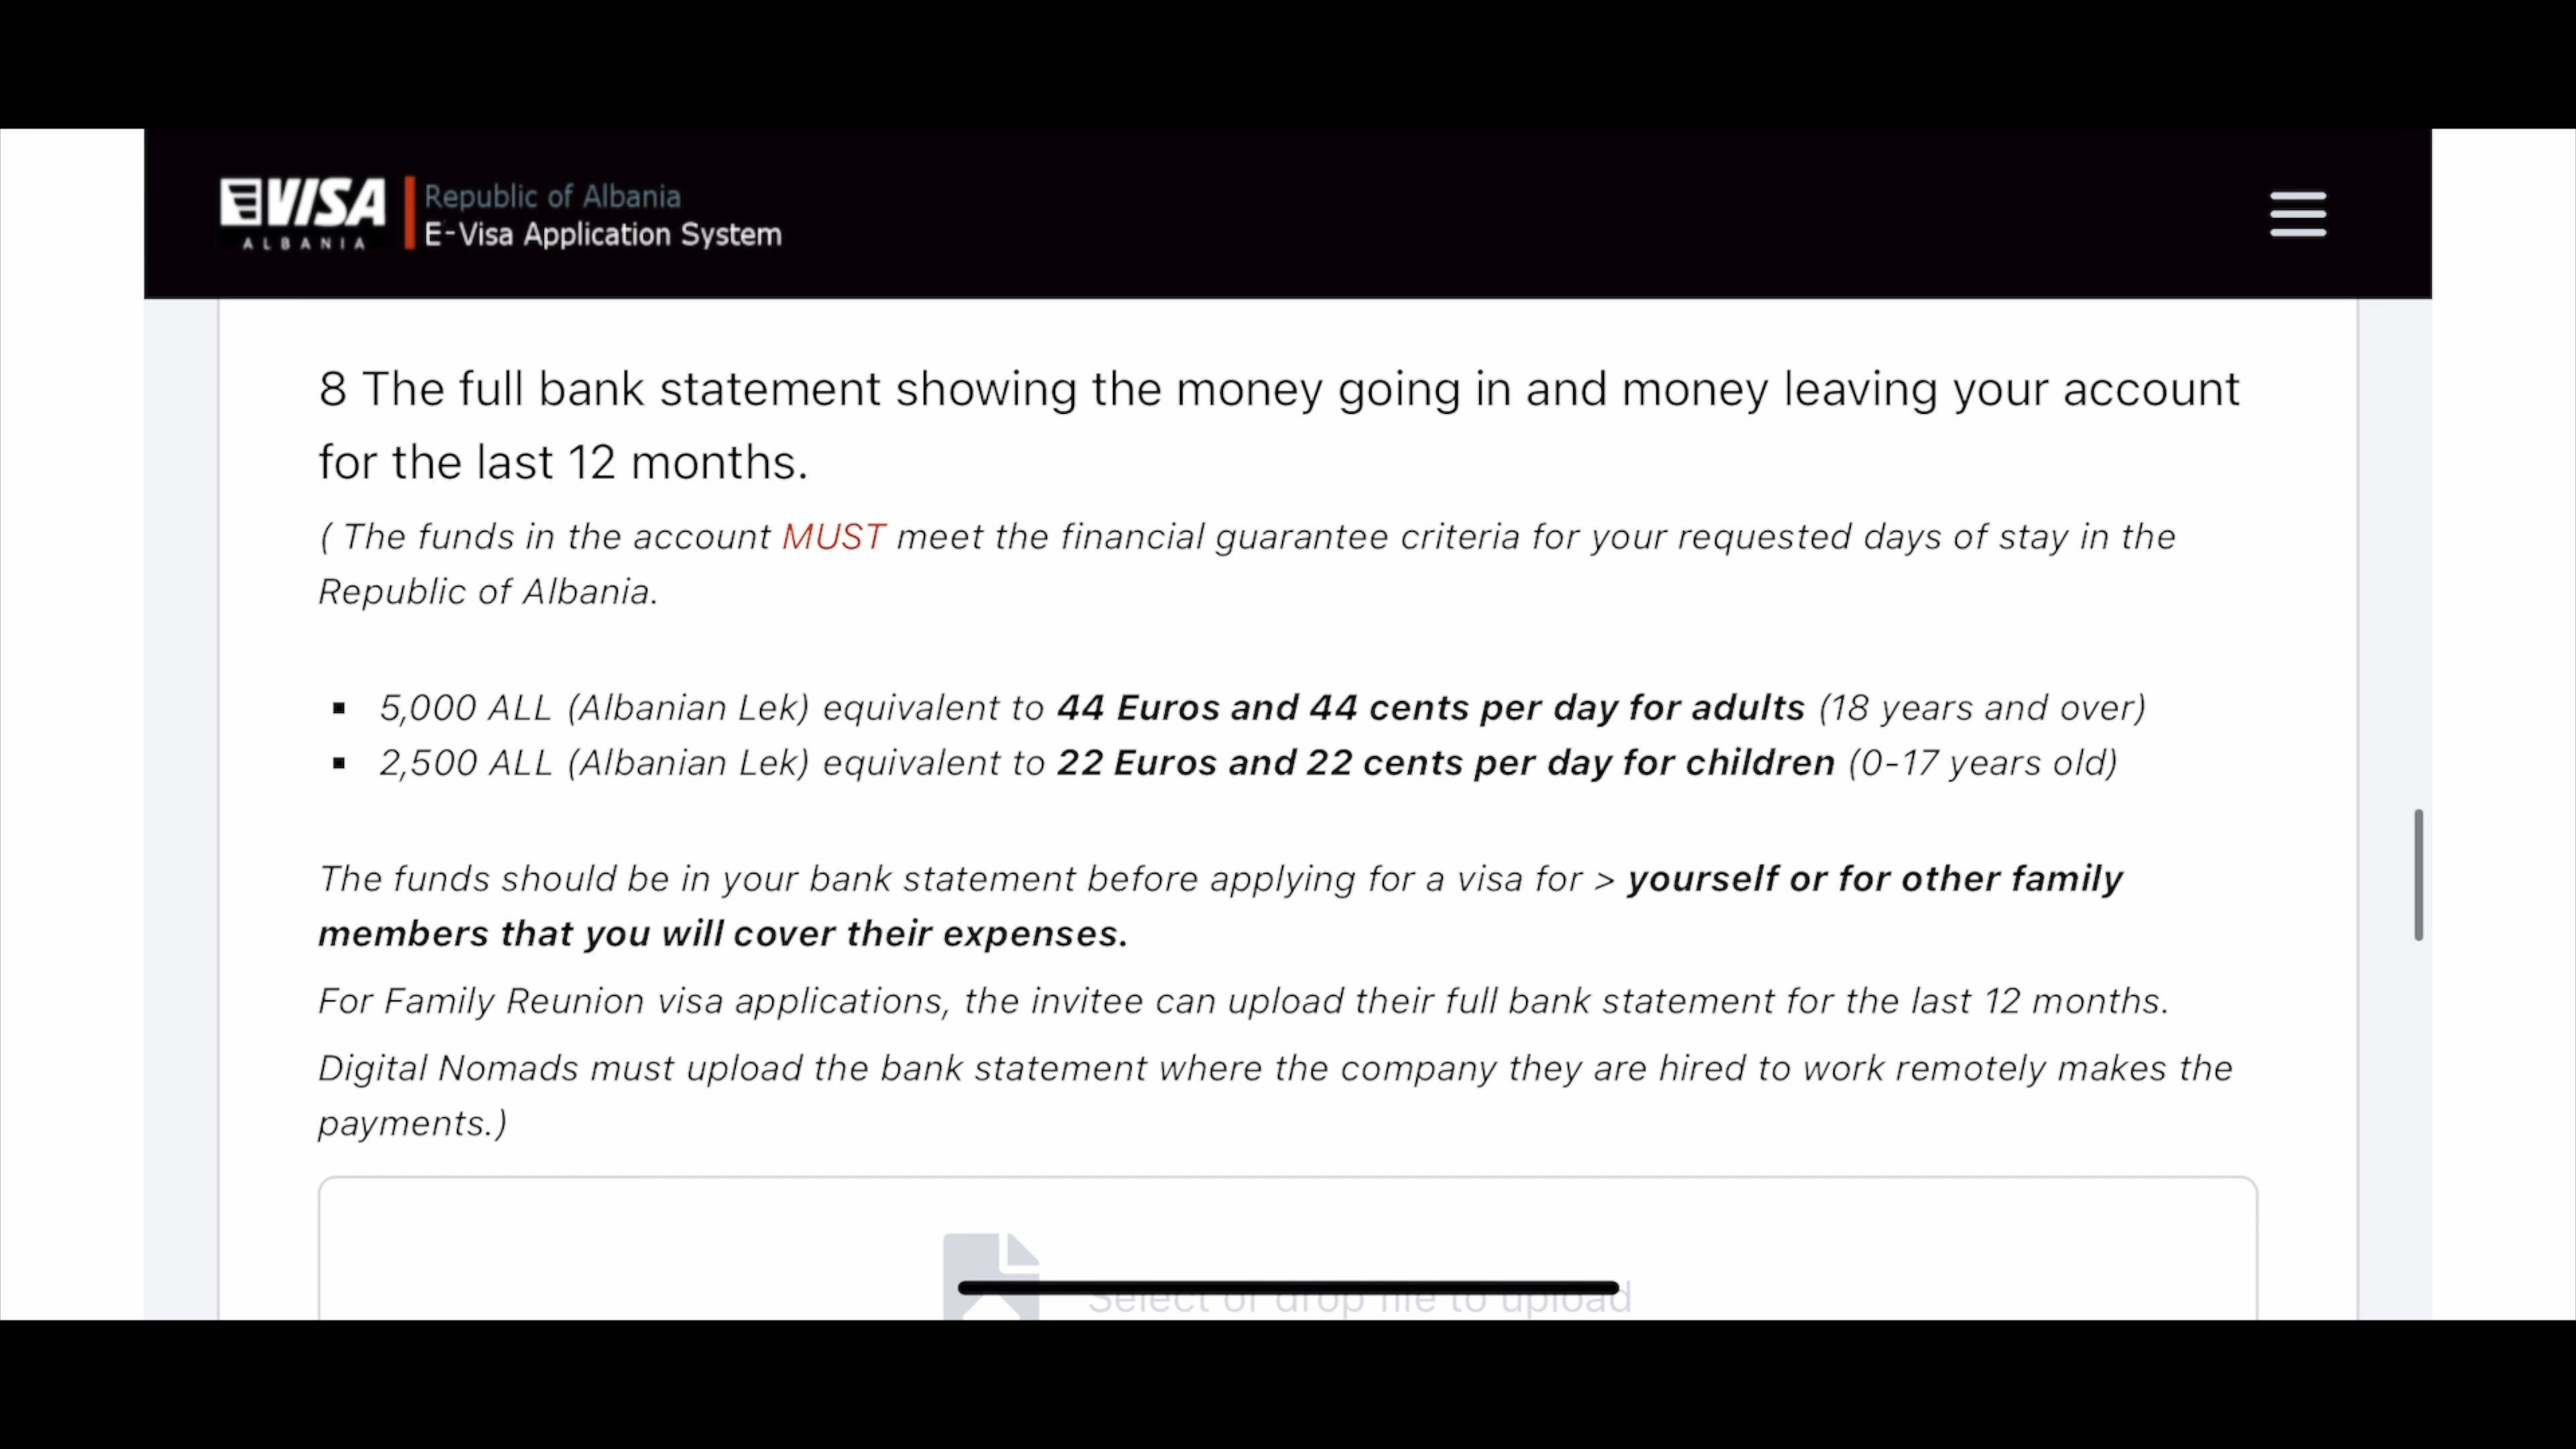 EVISA
ALBANIA
Republic of Albania
E-Visa Application System
8 The full bank statement showing the money going in and money leaving your account
for the last 12 months.
( The funds in the account MUST meet the financial guarantee criteria for your requested days of stay in the
Republic of Albania.
▪ 5,000 ALL (Albanian Lek) equivalent to 44 Euros and 44 cents per day for adults (18 years and over)
▪ 2,500 ALL (Albanian Lek) equivalent to 22 Euros and 22 cents per day for children (0-17 years old)
The funds should be in your bank statement before applying for a visa for > yourself or for other family
members that you will cover their expenses.
For Family Reunion visa applications, the invitee can upload their full bank statement for the last 12 months.
Digital Nomads must upload the bank statement where the company they are hired to work remotely makes the
payments.)
Select or drop file to upload